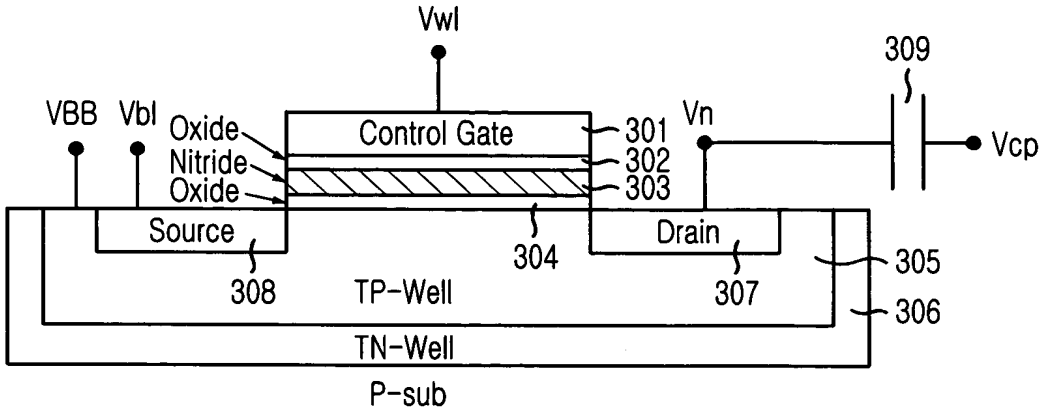 Vwl
309
VBB
Vbl
Vn
Oxide
Control Gate
301
302
Vcp
Nitride
303
Oxide
Source
304
Drain
305
308
TP-Well
307
306
TN-Well
P-sub